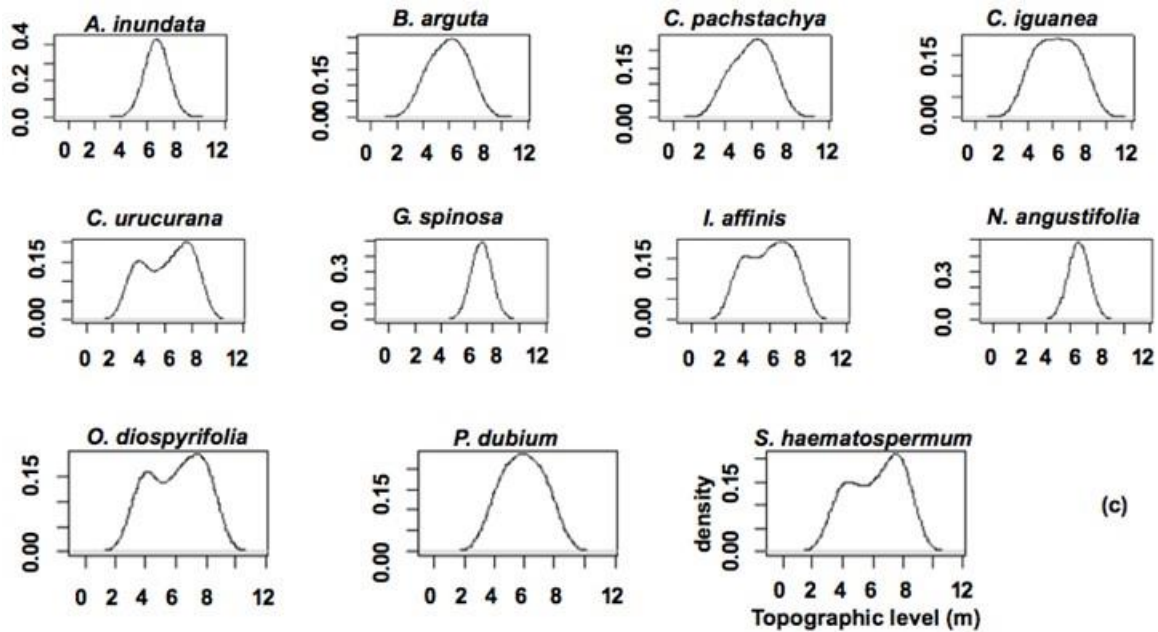 A. inundata B. arguta C. pachstachya C. iguanea
0.4 0.2 0.0 0.15 0.00 0.15 0.00 0.15 0.00
0 2 4 6 8 12 0 2 4 6 8 12 0 2 4 6 8 12 0 2 4 6 8 12
C. urucurana G. spinosa I. affinis N. angustifolia
0.15 0.00 0.3 0.0 0.15 0.00 0.3 0.0
0 2 4 6 8 12 0 2 4 6 8 12 0 2 4 6 8 12 0 2 4 6 8 12
O. diospyrifolia P. dubium S. haematospermum
0.15 0.00 0.15 0.00 density 0.15 0.00 (c)
0 2 4 6 8 12 0 2 4 6 8 12 0 2 4 6 8 12
Topographic level (m)